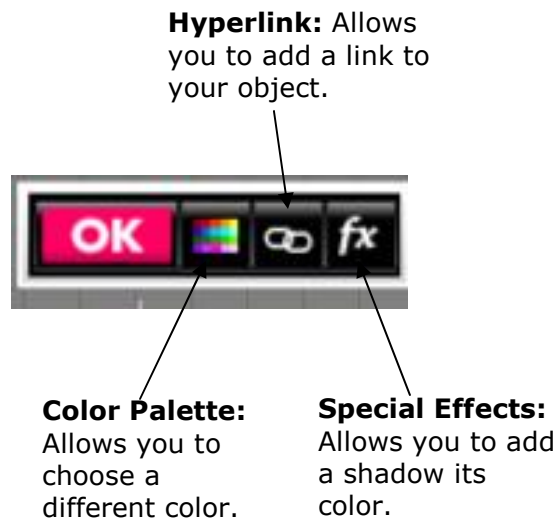 Hyperlink: Allows
you to add a link to
your object.
OK
fx
Color Palette:
Allows you to
choose a
different color.
Special Effects:
Allows you to add
a shadow its
color.